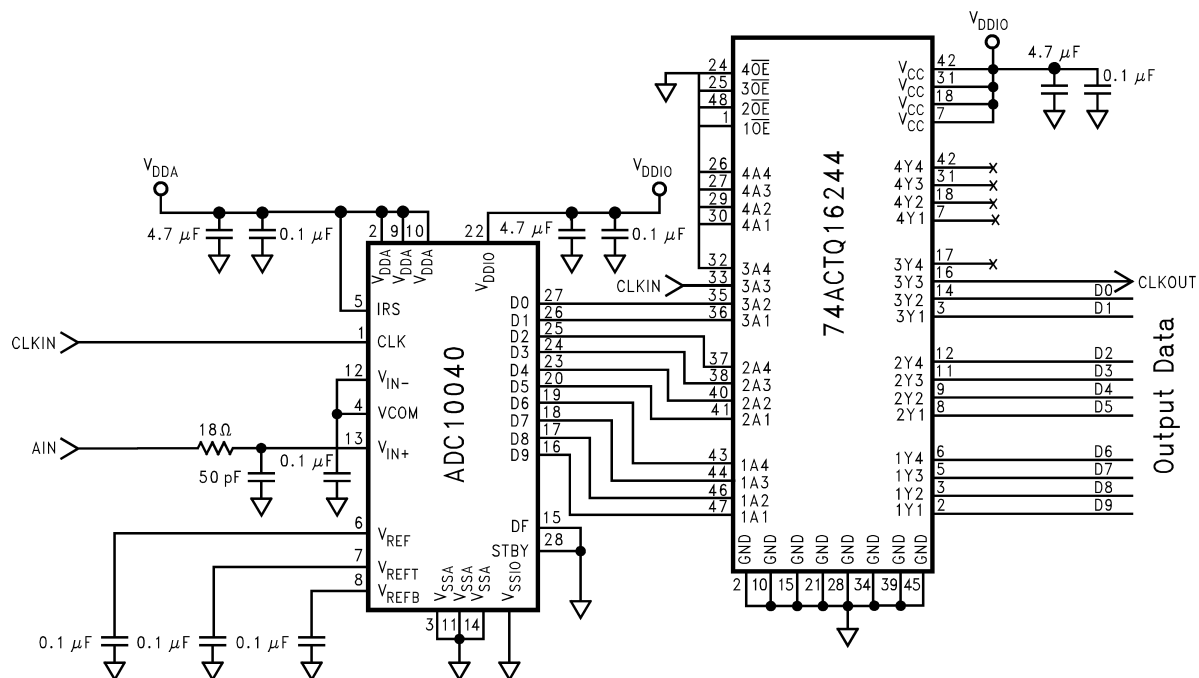 V_DDIO
4.7 µF
0.1 µF
24 4O̅E̅ V_CC 42
25 3O̅E̅ V_CC 31
48 2O̅E̅ V_CC 18
1 1O̅E̅ V_CC 7
V_DDA
V_DDIO
26 4A4 4Y4 42
27 4A3 4Y3 31
29 4A2 4Y2 18
30 4A1 4Y1 7
4.7 µF
0.1 µF
2 9 10
22
4.7 µF
0.1 µF
V_DDA V_DDA V_DDA
V_DDIO
32 3A4 3Y4 17
CLKIN 33 3A3 3Y3 16 CLKOUT
35 3A2 3Y2 14 D0
36 3A1 3Y1 3 D1
5 IRS
CLKIN 1 CLK
12 V_IN-
4 VCOM
AIN 18Ω 13 V_IN+
50 pF
0.1 µF
6 V_REF
7 V_REFT
8 V_REFB
0.1 µF
0.1 µF
0.1 µF
ADC10040
D0 27
D1 26
D2 25
D3 24
D4 23
D5 20
D6 19
D7 18
D8 17
D9 16
DF 15
STBY 28
V_SSA V_SSA V_SSA V_SSIO
3 11 14
74ACTQ16244
37 2A4 2Y4 12 D2
38 2A3 2Y3 11 D3
40 2A2 2Y2 9 D4
41 2A1 2Y1 8 D5
43 1A4 1Y4 6 D6
44 1A3 1Y3 5 D7
46 1A2 1Y2 3 D8
47 1A1 1Y1 2 D9
Output Data
GND GND GND GND GND GND GND GND
2 10 15 21 28 34 39 45